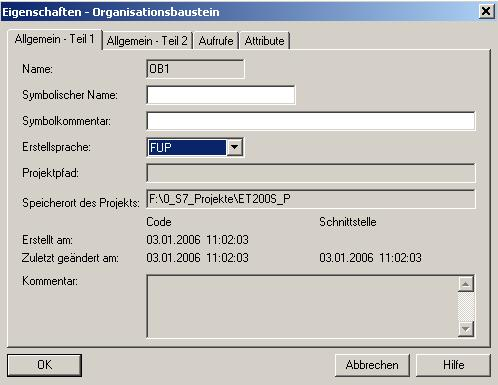 Eigenschaften - Organisationsbaustein
Allgemein - Teil 1 Allgemein - Teil 2 Aufrufe Attribute
Name: OB1
Symbolischer Name:
Symbolkommentar:
Erstellsprache: FUP
Projektpfad:
Speicherort des Projekts: F:\0_S7_Projekte\ET200S_P
Code Schnittstelle
Erstellt am: 03.01.2006 11:02:03
Zuletzt geändert am: 03.01.2006 11:02:03 03.01.2006 11:02:03
Kommentar:
OK Abbrechen Hilfe